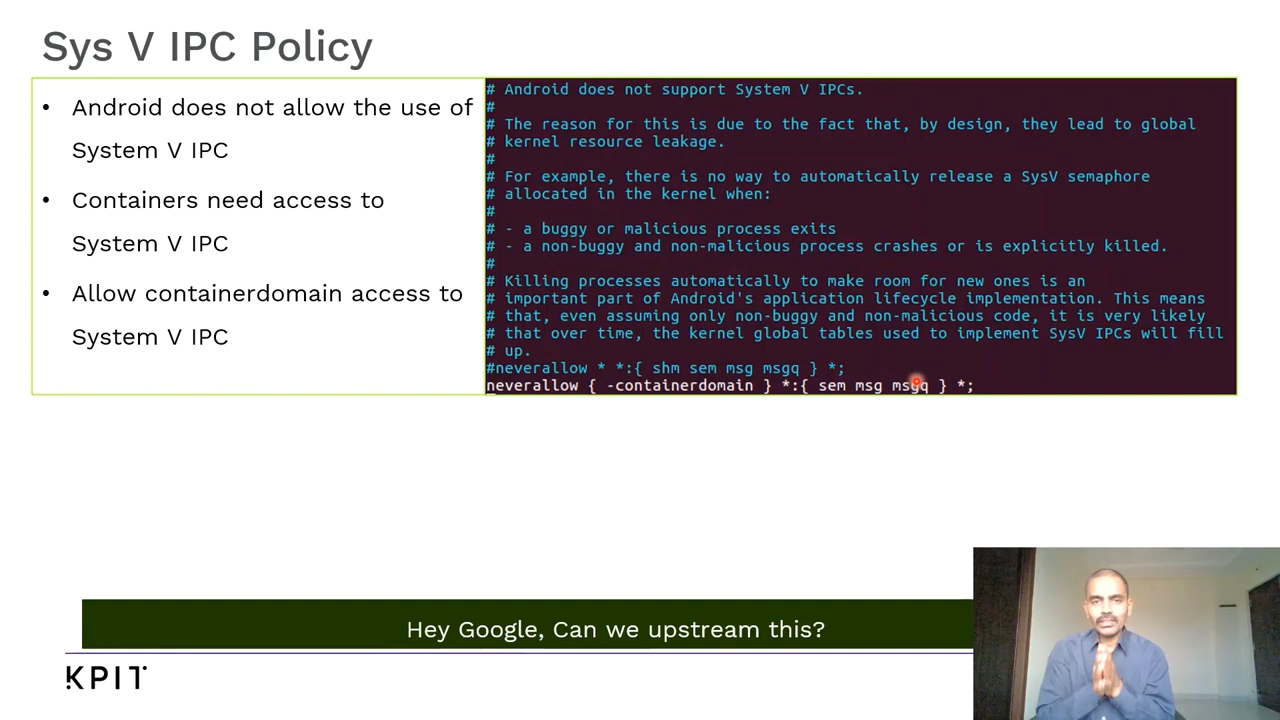 Sys V IPC Policy
• Android does not allow the use of
System V IPC
• Containers need access to
System V IPC
• Allow containerdomain access to
System V IPC
# Android does not support System V IPCs.
#
# The reason for this is due to the fact that, by design, they lead to global
# kernel resource leakage.
#
# For example, there is no way to automatically release a SysV semaphore
# allocated in the kernel when:
#
# - a buggy or malicious process exits
# - a non-buggy and non-malicious process crashes or is explicitly killed.
#
# Killing processes automatically to make room for new ones is an
# important part of Android's application lifecycle implementation. This means
# that, even assuming only non-buggy and non-malicious code, it is very likely
# that over time, the kernel global tables used to implement SysV IPCs will fill
# up.
#neverallow * *:{ shm sem msg msgq } *;
neverallow { -containerdomain } *:{ sem msg msgq } *;
Hey Google, Can we upstream this?
KPIT